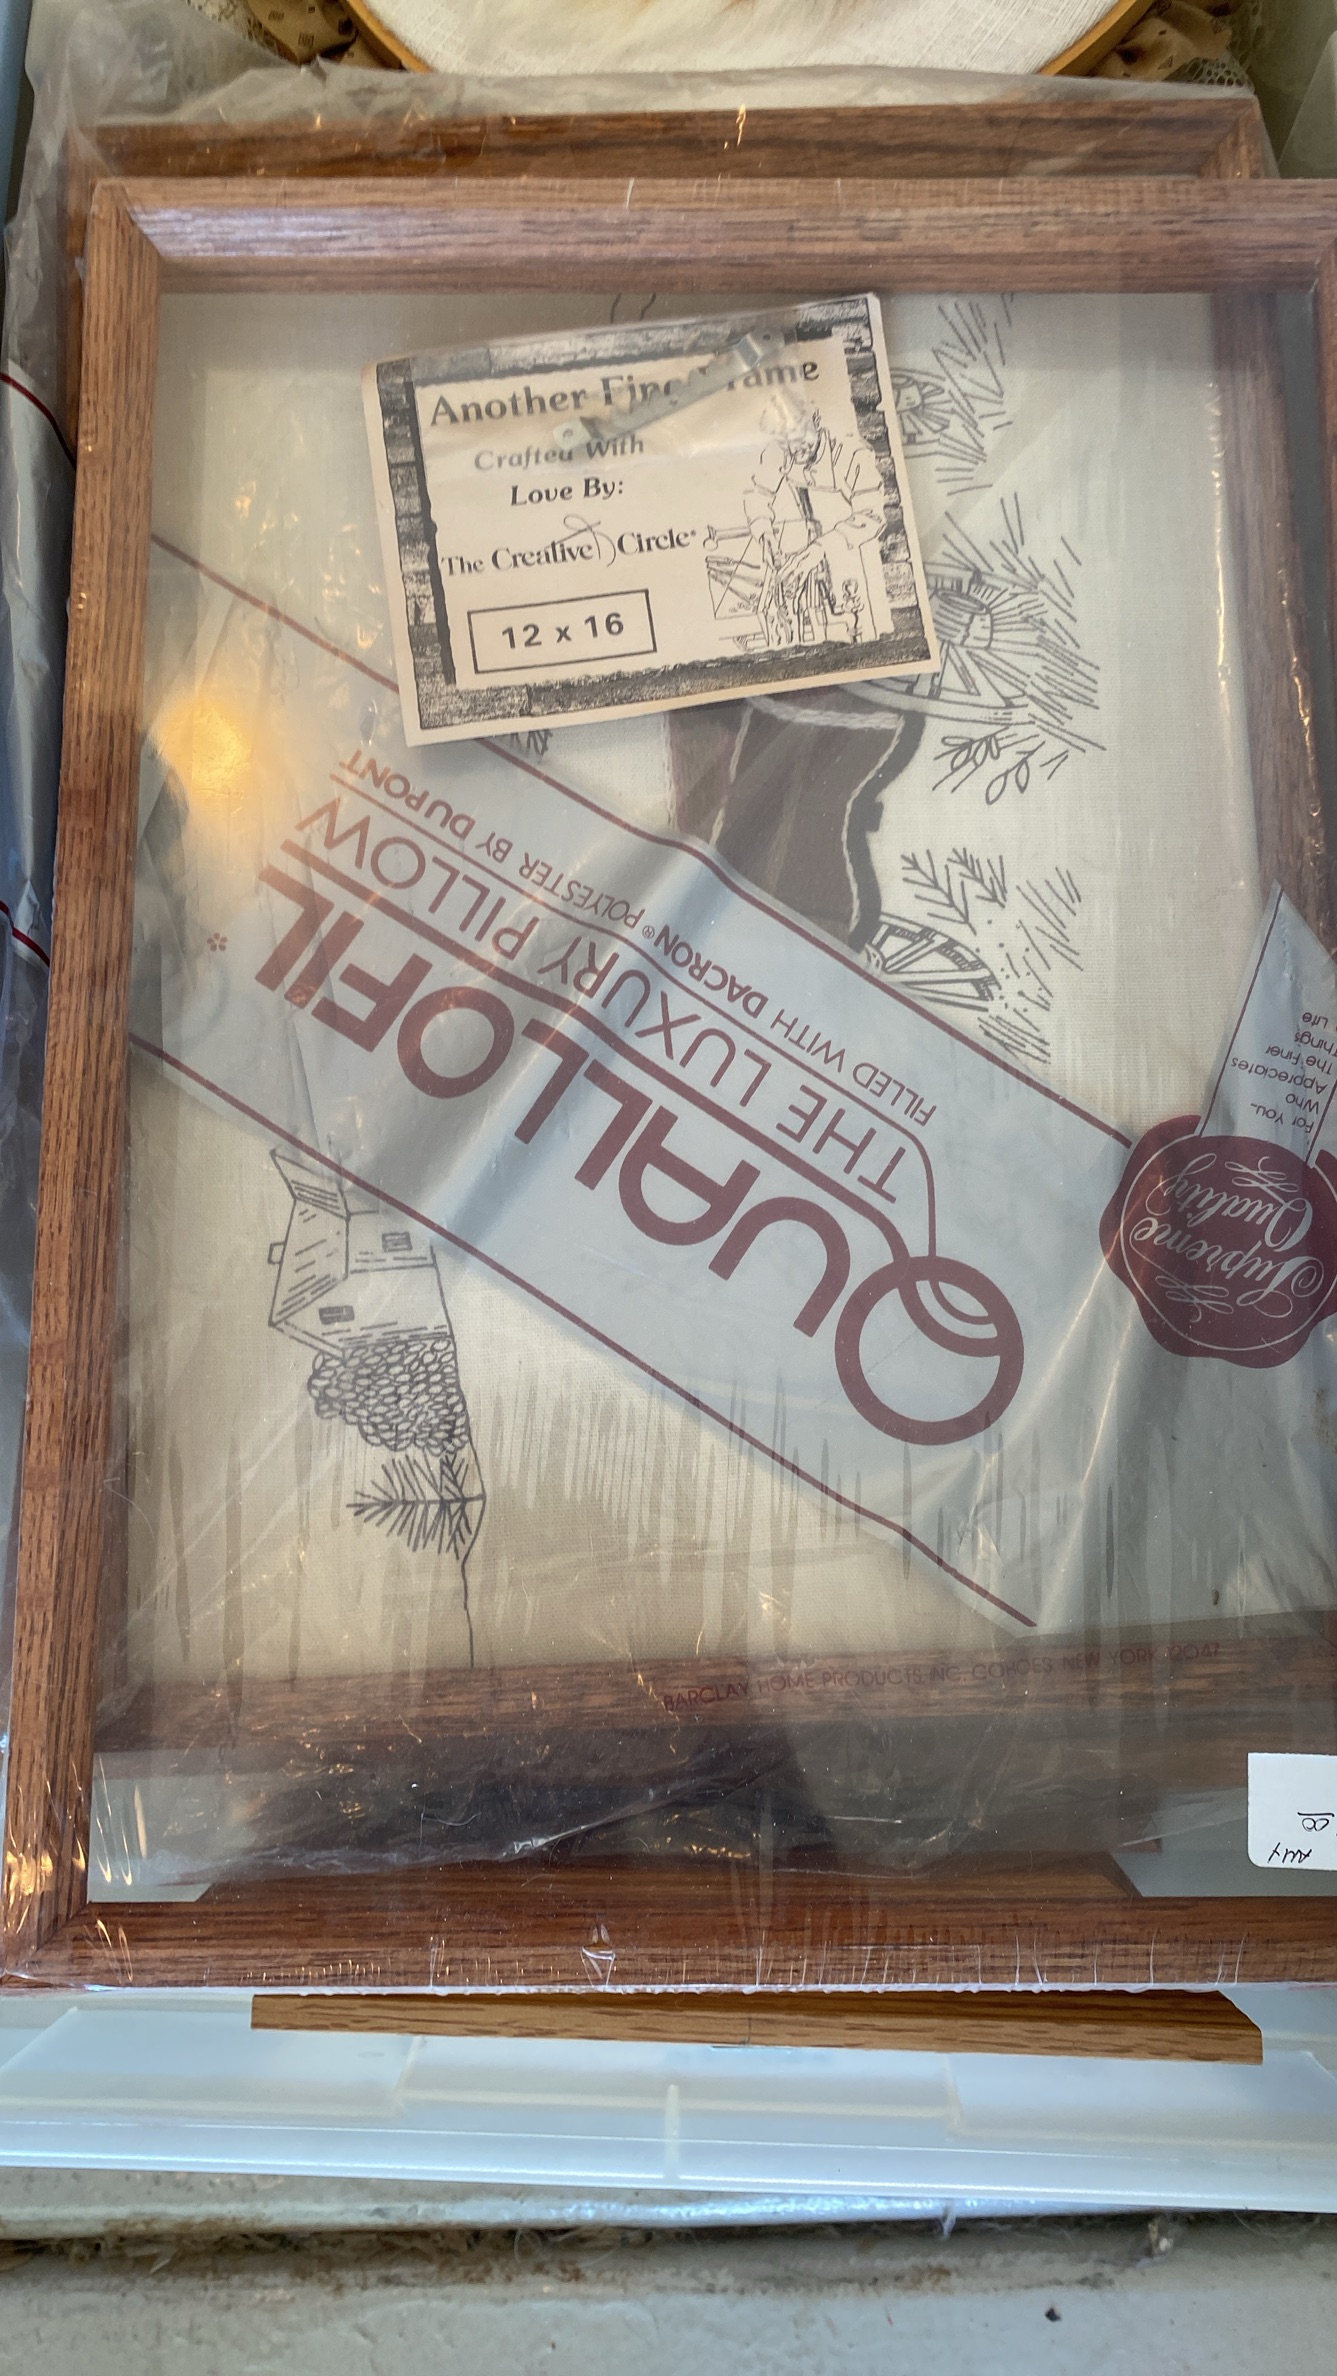 Another Fine Frame
Crafted With
Love By:
The Creative Circle®
12 x 16
QUALLOFIL
THE LUXURY PILLOW
FILLED WITH DACRON® POLYESTER BY DUPONT
Supreme
Quality
For You-
Who
Appreciates
The Finer
Things
Life
BARCLAY HOME PRODUCTS INC. COHOES NEW YORK 12047